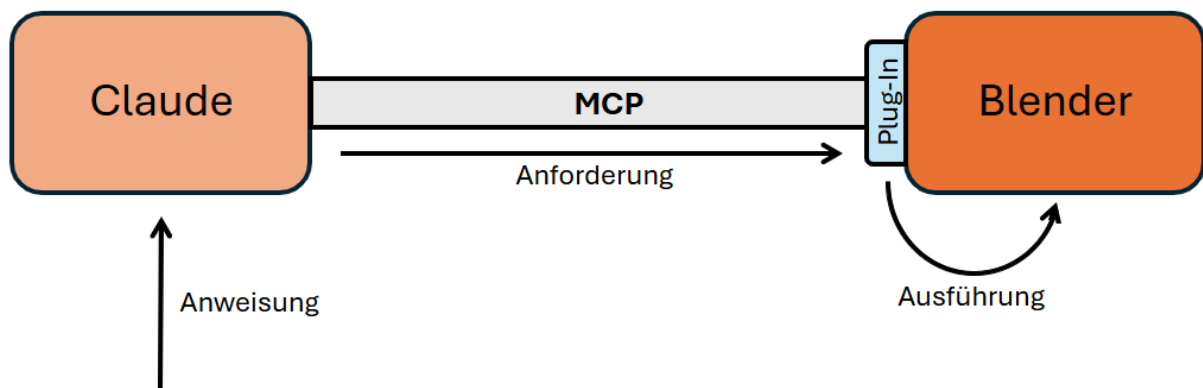 Claude
MCP
Plug-In
Blender
Anforderung
Anweisung
Ausführung